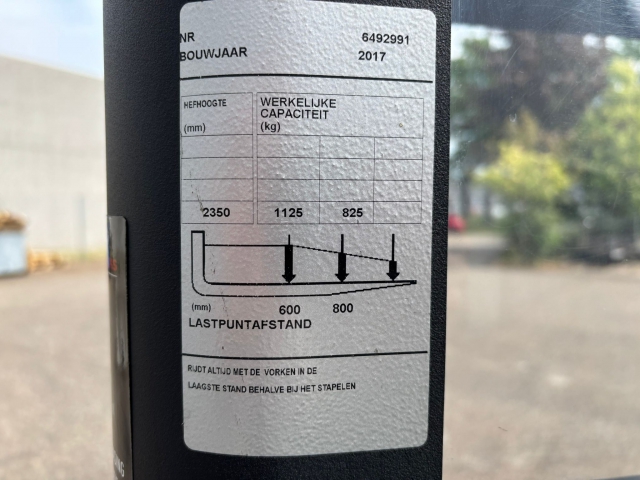 NR 6492991
BOUWJAAR 2017
HEFHOOGTE WERKELIJKE
CAPACITEIT
(mm) (kg)
2350 1125 825
(mm) 600 800
LASTPUNTAFSTAND
RIJDT ALTIJD MET DE VORKEN IN DE
LAAGSTE STAND BEHALVE BIJ HET STAPELEN